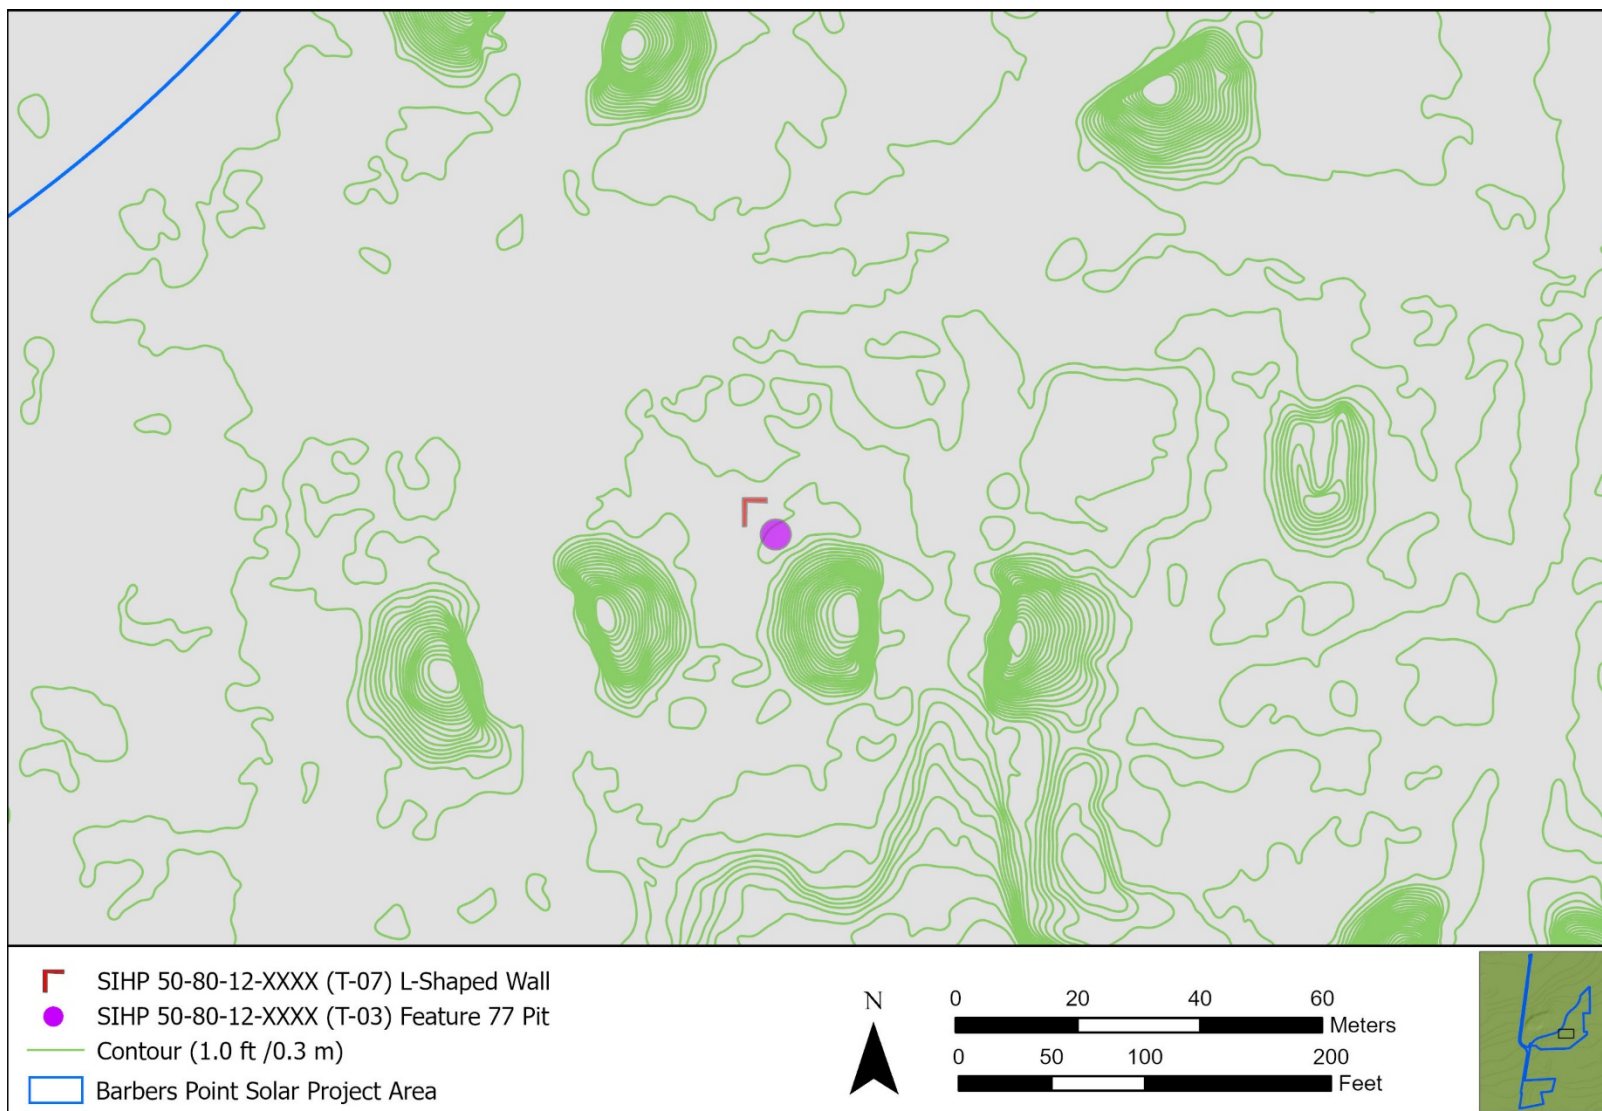 SIHP 50-80-12-XXXX (T-07) L-Shaped Wall
SIHP 50-80-12-XXXX (T-03) Feature 77 Pit
Contour (1.0 ft /0.3 m)
Barbers Point Solar Project Area
N
0 20 40 60
Meters
0 50 100 200
Feet